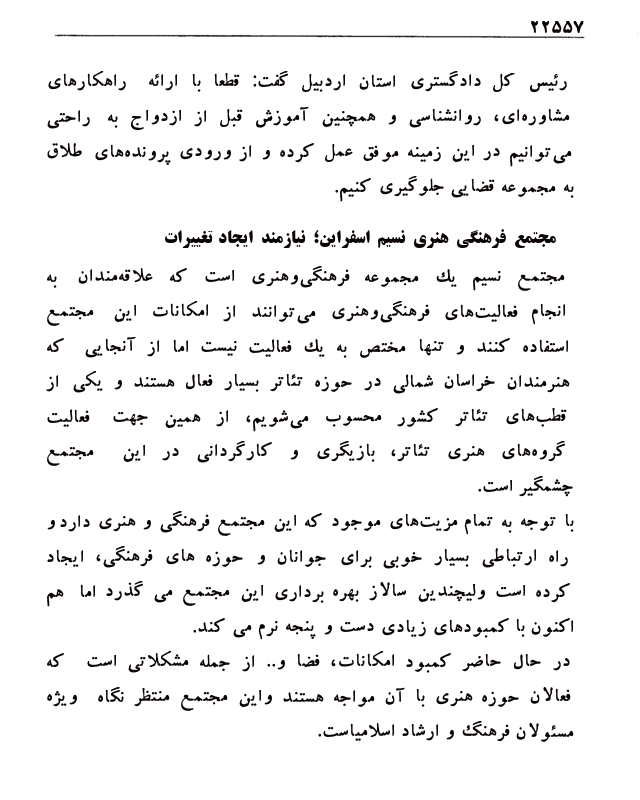 ۲۲۵۵۷
رئیس کل دادگستری استان اردبیل گفت: قطعا با ارائه راهکارهای
مشاوره‌ای، روانشناسی و همچنین آموزش قبل از ازدواج به راحتی
می‌توانیم در این زمینه موفق عمل کرده و از ورودی پرونده‌های طلاق
به مجموعه قضایی جلوگیری کنیم.
مجتمع فرهنگی هنری نسیم اسفراین؛ نیازمند ایجاد تغییرات
مجتمع نسیم یك مجموعه فرهنگی‌وهنری است که علاقه‌مندان به
انجام فعالیت‌های فرهنگی‌وهنری می‌توانند از امکانات این مجتمع
استفاده کنند و تنها مختص به یك فعالیت نیست اما از آنجایی که
هنرمندان خراسان شمالی در حوزه تئاتر بسیار فعال هستند و یکی از
قطب‌های تئاتر کشور محسوب می‌شویم، از همین جهت فعالیت
گروه‌های هنری تئاتر، بازیگری و کارگردانی در این مجتمع
چشمگیر است.
با توجه به تمام مزیت‌های موجود که این مجتمع فرهنگی و هنری داردو
راه ارتباطی بسیار خوبی برای جوانان و حوزه های فرهنگی، ایجاد
کرده است ولیچندین سالاز بهره برداری این مجتمع می گذرد اما هم
اکنون با کمبودهای زیادی دست و پنجه نرم می کند.
در حال حاضر کمبود امکانات، فضا و.. از جمله مشکلاتی است که
فعالان حوزه هنری با آن مواجه هستند واین مجتمع منتظر نگاه ویژه
مسئولان فرهنگ و ارشاد اسلامیاست.